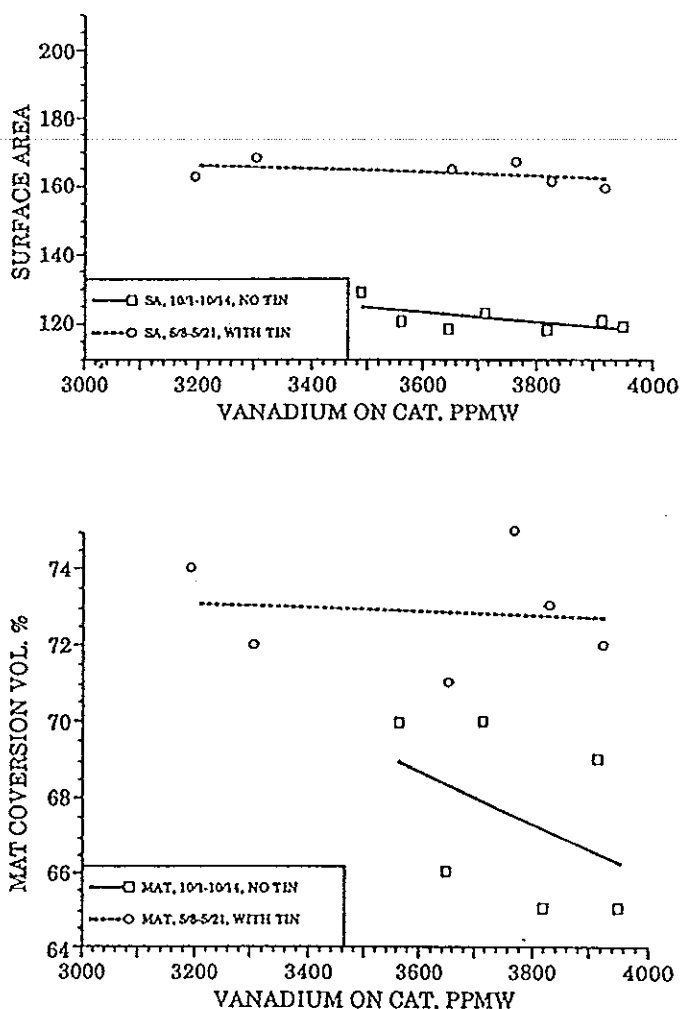 200
180
160
140
120
SURFACE AREA
SA, 10/1-10/14, NO TIN
SA, 5/8-5/21, WITH TIN
3000 3200 3400 3600 3800 4000
VANADIUM ON CAT. PPMW
74
72
70
68
66
64
MAT COVERSION VOL. %
MAT, 10/1-10/14, NO TIN
MAT, 5/8-5/21, WITH TIN
3000 3200 3400 3600 3800 4000
VANADIUM ON CAT. PPMW